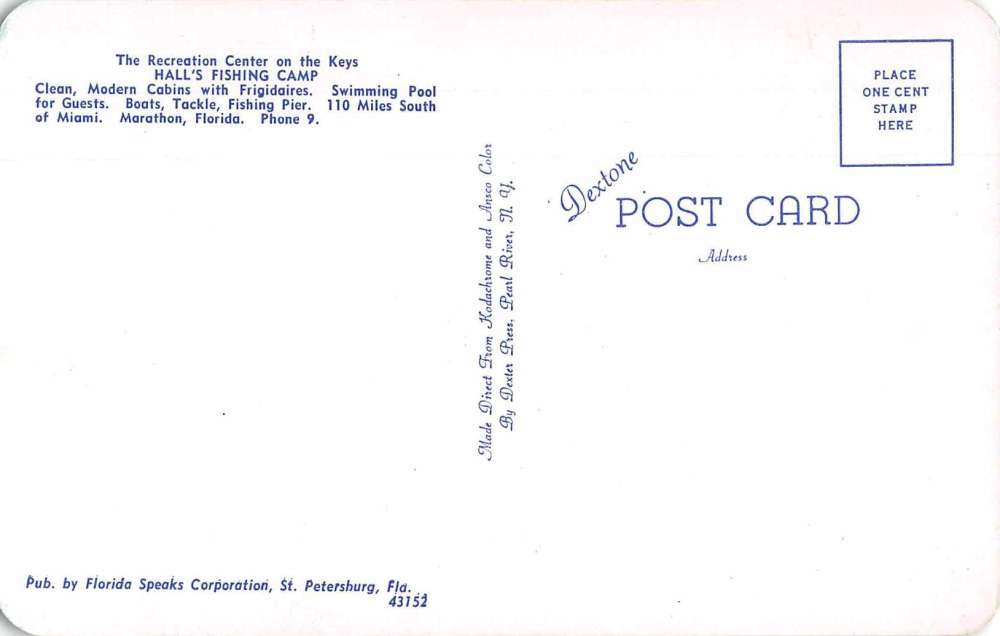 The Recreation Center on the Keys
HALL'S FISHING CAMP
Clean, Modern Cabins with Frigidaires. Swimming Pool
for Guests. Boats, Tackle, Fishing Pier. 110 Miles South
of Miami. Marathon, Florida. Phone 9.
Pub. by Florida Speaks Corporation, St. Petersburg, Fla.
43152
Made Direct From Kodachrome and Ansco Color
By Dexter Press, Pearl River, N. Y.
PLACE
ONE CENT
STAMP
HERE
Dextone
POST CARD
Address